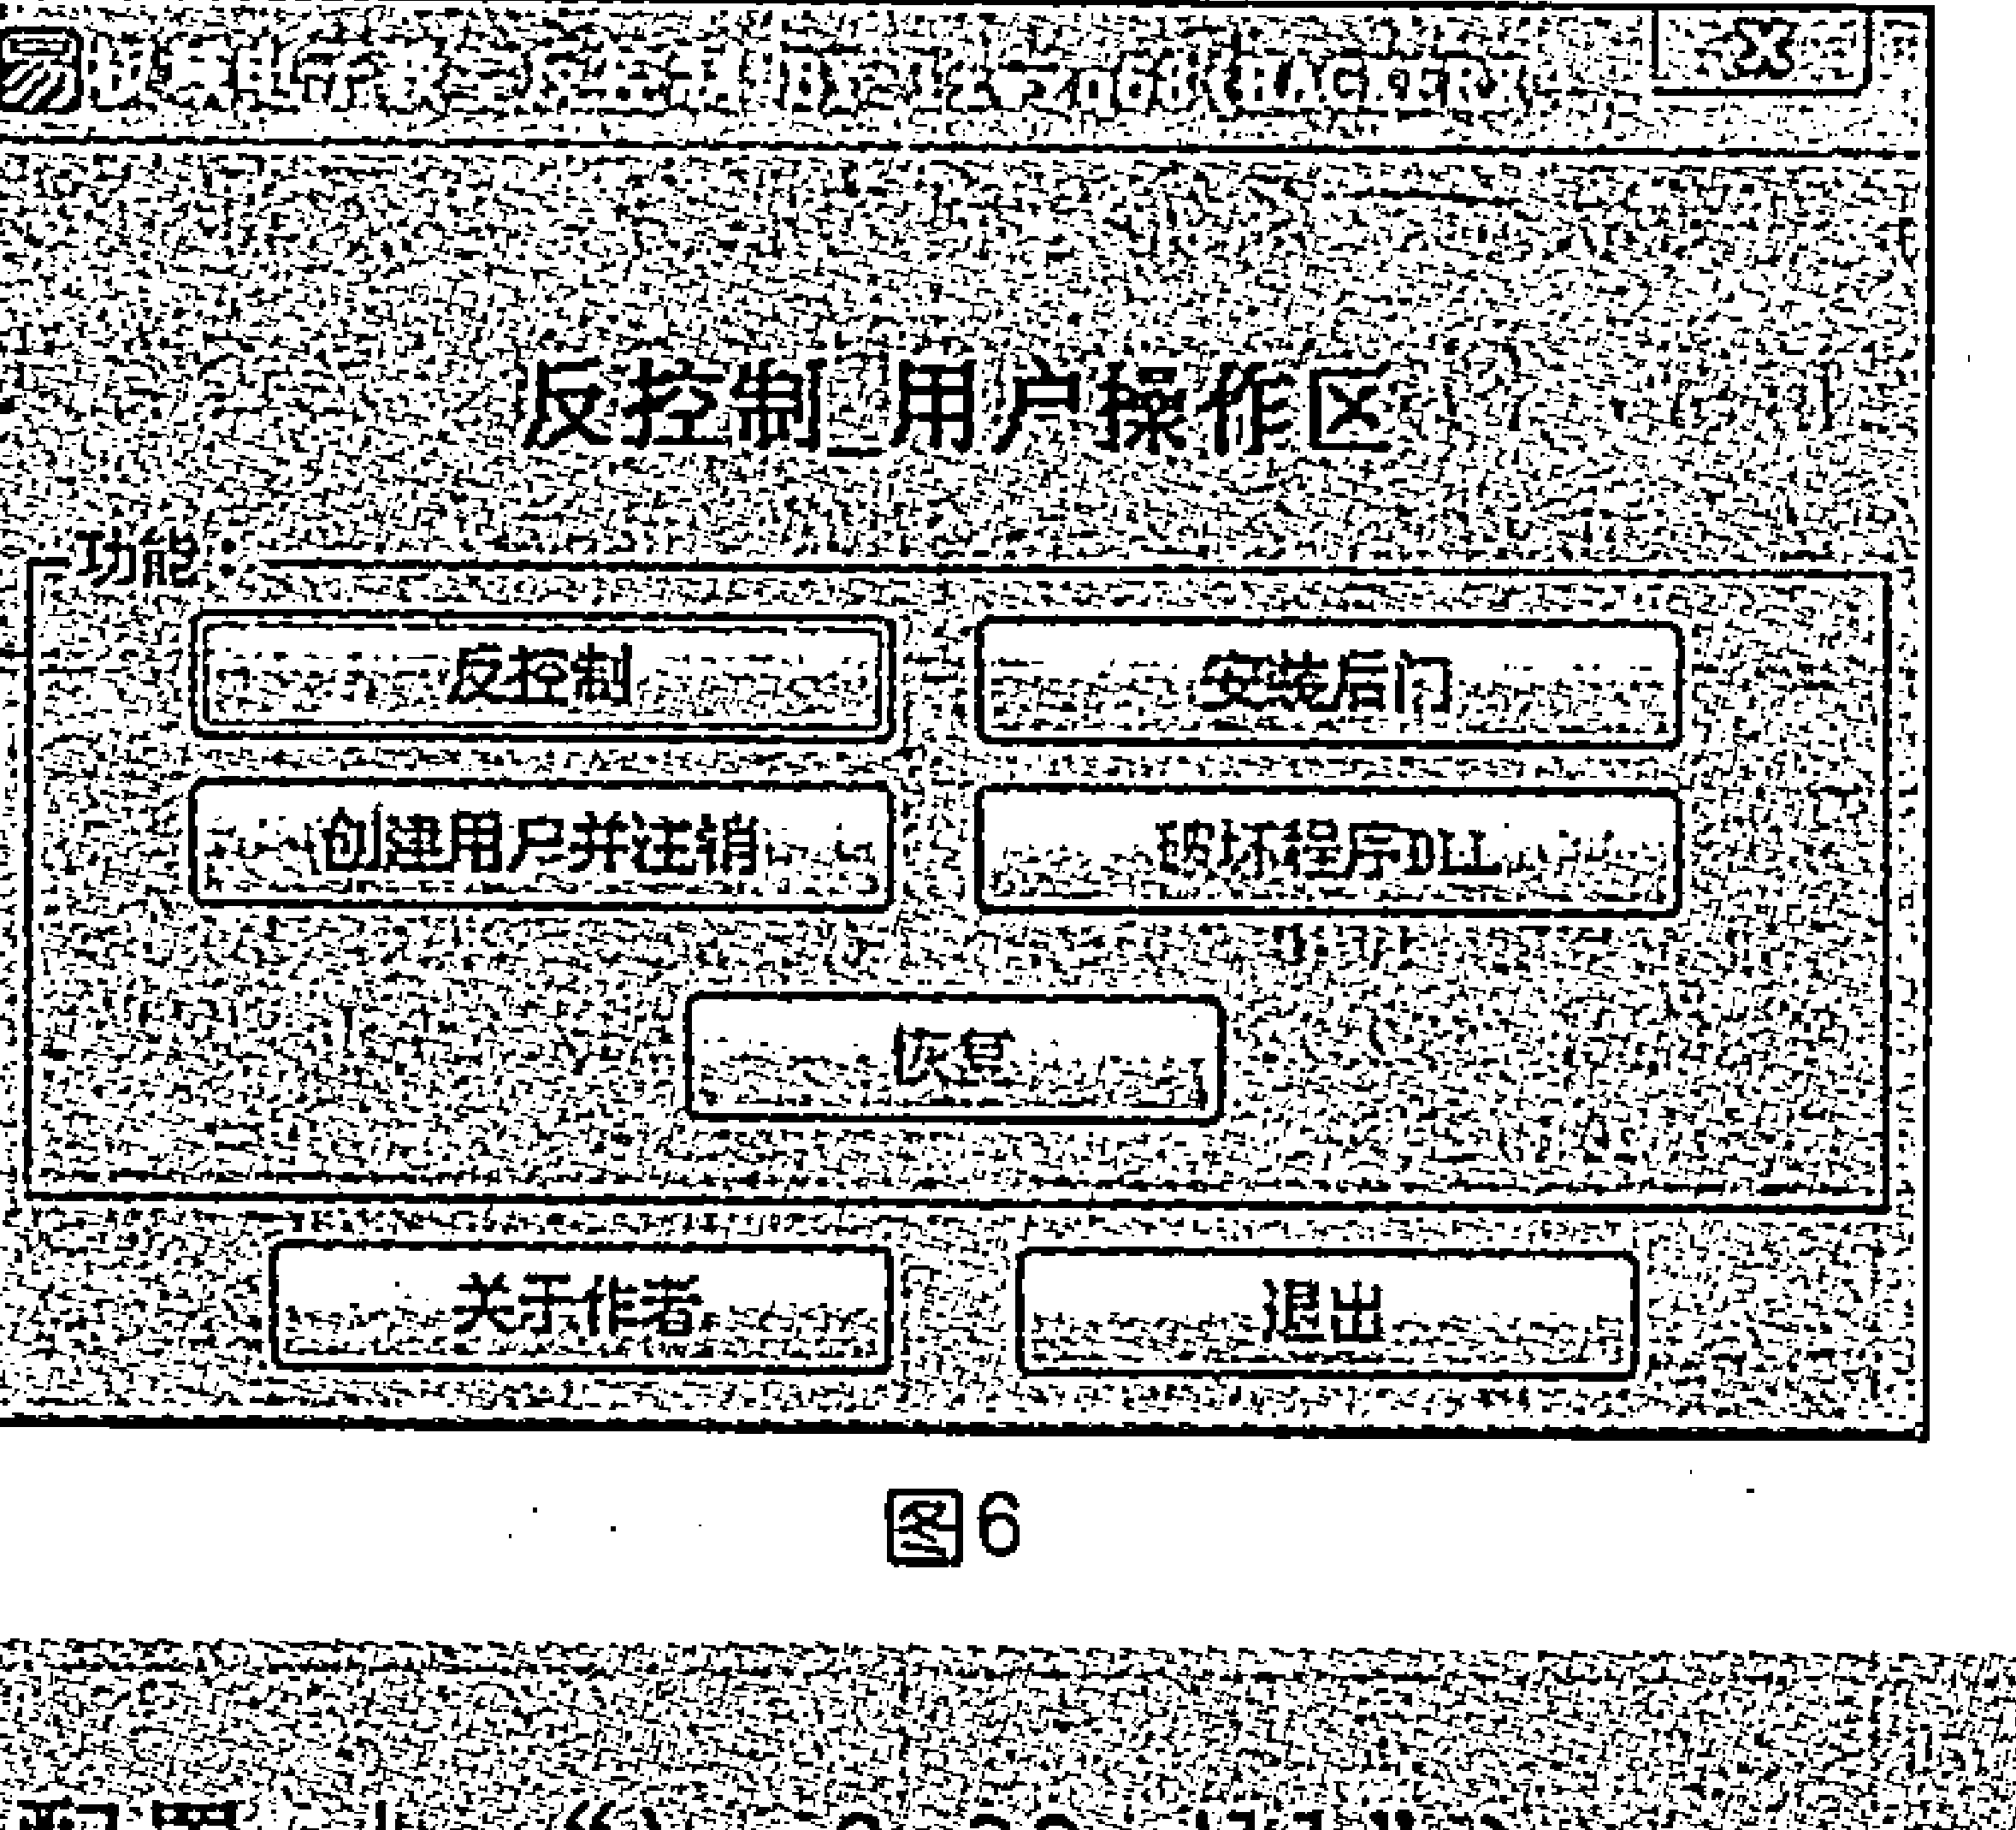 反控制_用户操作区
功能：
反控制
安装后门
创建用户并注销
破坏程序DLL
恢复
关于作者
退出
图6